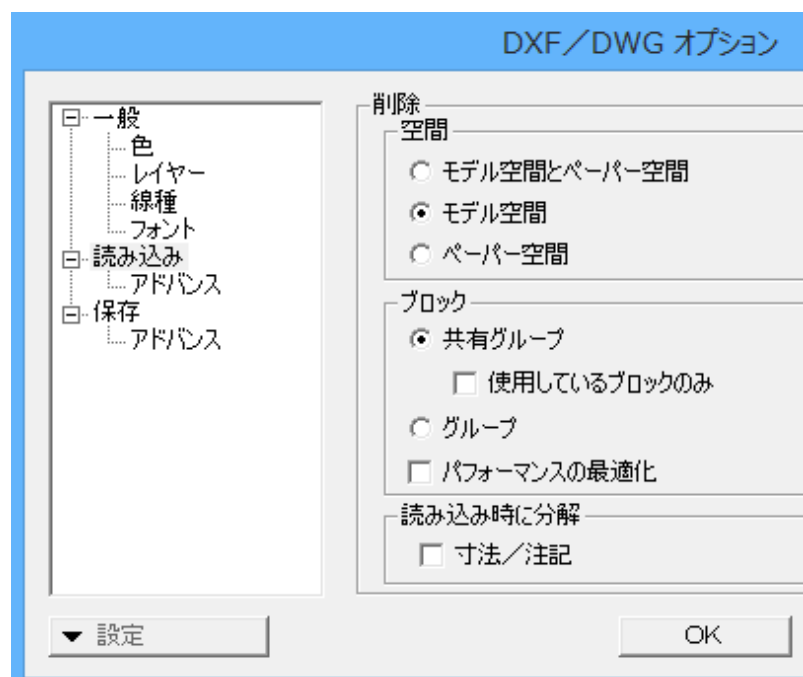 DXF／DWG オプション
一般
色
レイヤー
線種
フォント
読み込み
アドバンス
保存
アドバンス
▼ 設定
削除
空間
モデル空間とペーパー空間
モデル空間
ペーパー空間
ブロック
共有グループ
使用しているブロックのみ
グループ
パフォーマンスの最適化
読み込み時に分解
寸法／注記
OK